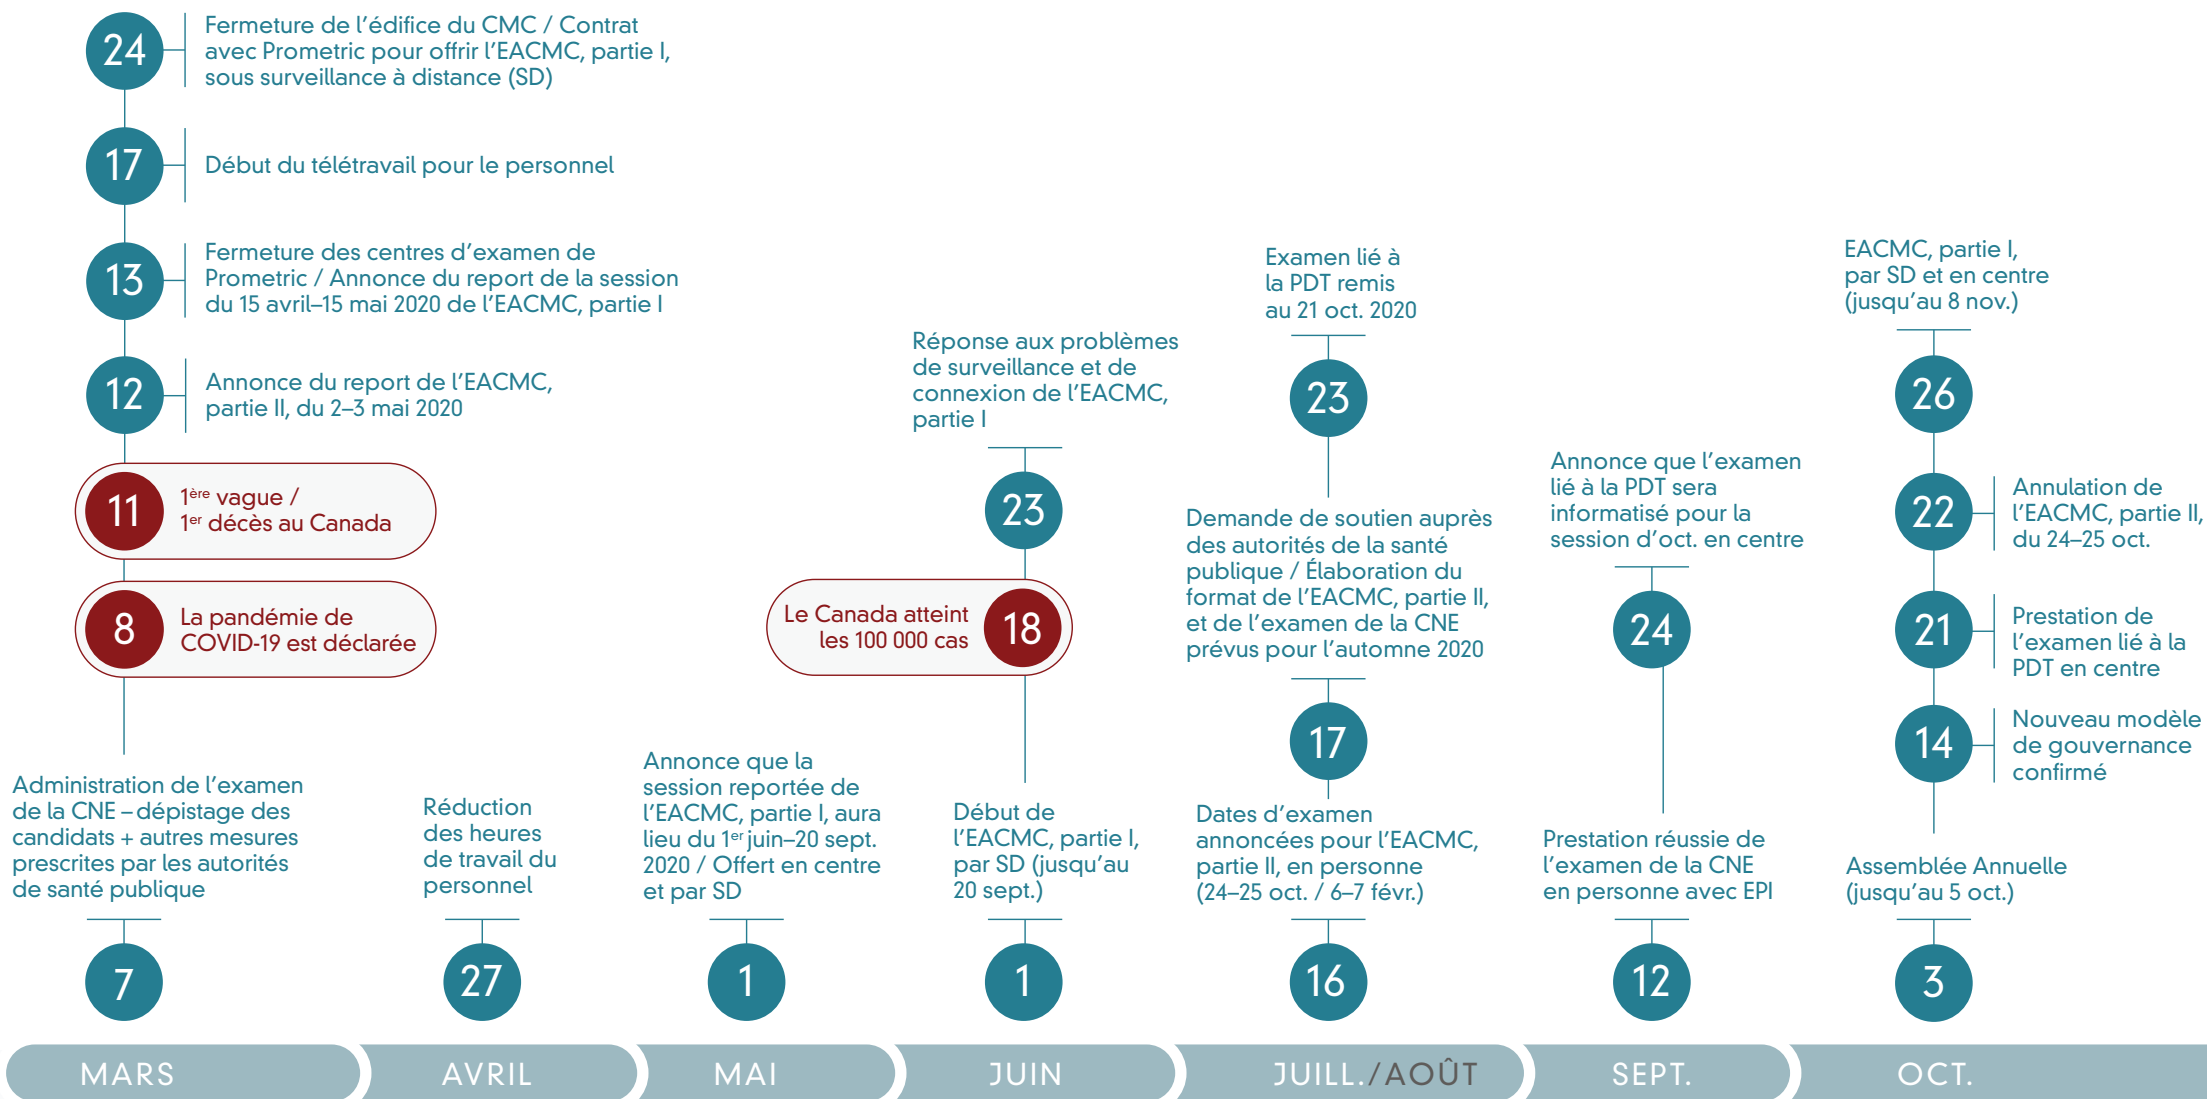 24
Fermeture de l'édifice du CMC / Contrat
avec Prometric pour offrir l'EACMC, partie I,
sous surveillance à distance (SD)
17
Début du télétravail pour le personnel
13
Fermeture des centres d'examen de
Prometric / Annonce du report de la session
du 15 avril–15 mai 2020 de l'EACMC, partie I
12
Annonce du report de l'EACMC,
partie II, du 2–3 mai 2020
11
1ère vague /
1er décès au Canada
8
La pandémie de
COVID-19 est déclarée
Administration de l'examen
de la CNE – dépistage des
candidats + autres mesures
prescrites par les autorités
de santé publique
7
MARS
Réduction
des heures
de travail du
personnel
27
AVRIL
Annonce que la
session reportée de
l'EACMC, partie I, aura
lieu du 1er juin–20 sept.
2020 / Offert en centre
et par SD
1
MAI
Réponse aux problèmes
de surveillance et de
connexion de l'EACMC,
partie I
23
Le Canada atteint
les 100 000 cas
18
Début de
l'EACMC, partie I,
par SD (jusqu'au
20 sept.)
1
JUIN
Examen lié à
la PDT remis
au 21 oct. 2020
23
Demande de soutien auprès
des autorités de la santé
publique / Élaboration du
format de l'EACMC, partie II,
et de l'examen de la CNE
prévus pour l'automne 2020
17
Dates d'examen
annoncées pour l'EACMC,
partie II, en personne
(24–25 oct. / 6–7 févr.)
16
JUILL./AOÛT
Annonce que l'examen
lié à la PDT sera
informatisé pour la
session d'oct. en centre
24
Prestation réussie de
l'examen de la CNE
en personne avec EPI
12
SEPT.
EACMC, partie I,
par SD et en centre
(jusqu'au 8 nov.)
26
22
Annulation de
l'EACMC, partie II,
du 24–25 oct.
21
Prestation de
l'examen lié à la
PDT en centre
14
Nouveau modèle
de gouvernance
confirmé
Assemblée Annuelle
(jusqu'au 5 oct.)
3
OCT.